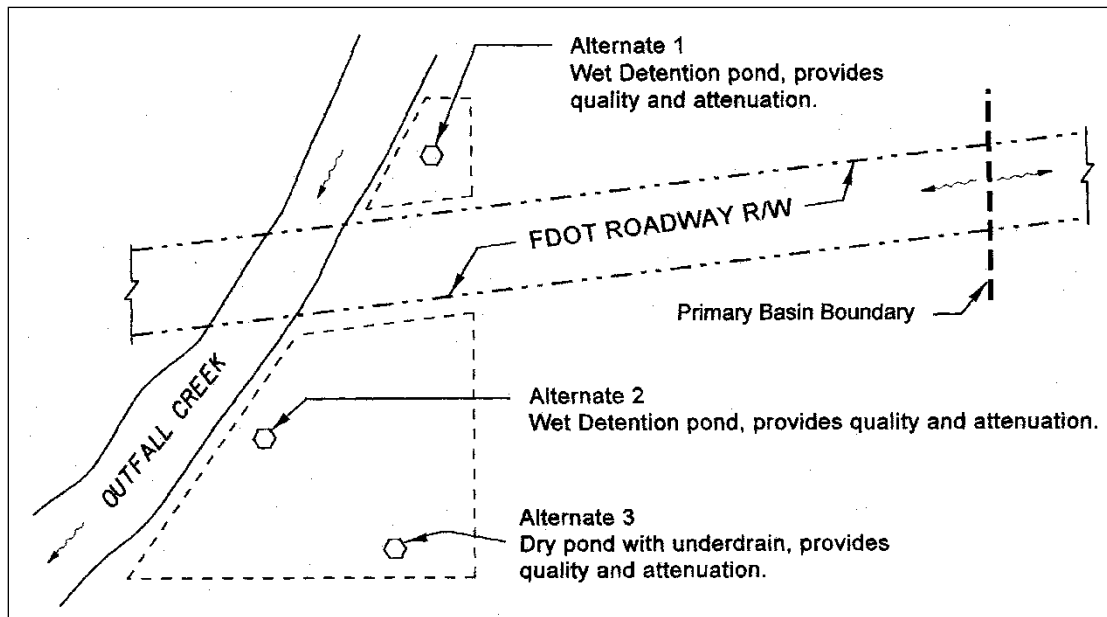 Alternate 1
Wet Detention pond, provides
quality and attenuation.
FDOT ROADWAY R/W
Primary Basin Boundary
OUTFALL CREEK
Alternate 2
Wet Detention pond, provides quality and attenuation.
Alternate 3
Dry pond with underdrain, provides
quality and attenuation.